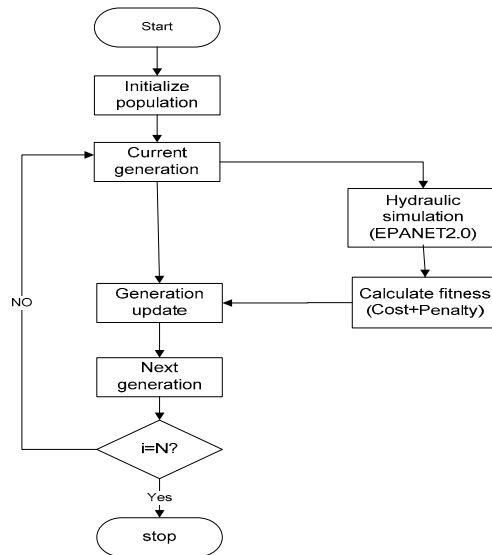 Start
Initialize
population
Current
generation
Hydraulic
simulation
(EPANET2.0)
Calculate fitness
(Cost+Penalty)
Generation
update
NO
Next
generation
i=N?
Yes
stop